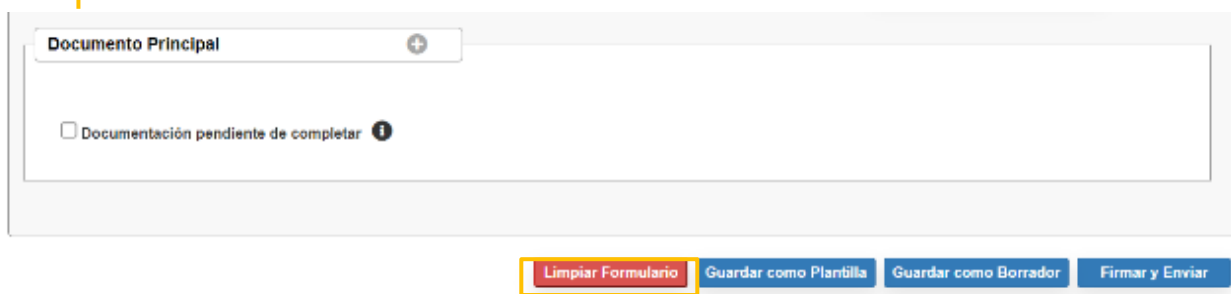 Documento Principal
Documentación pendiente de completar
Limpiar Formulario Guardar como Plantilla Guardar como Borrador Firmar y Enviar